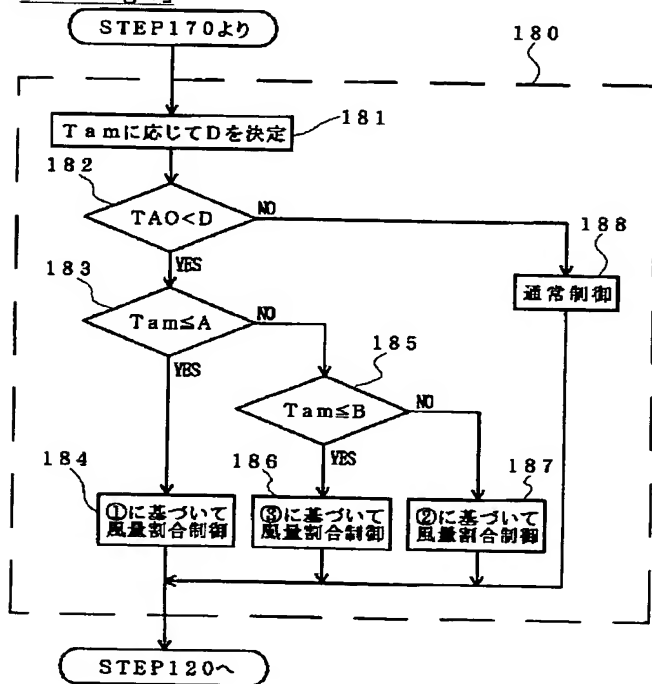 STEP170より
180
Tamに応じてDを決定
181
182
TAO<D
NO
YES
188
通常制御
183
Tam≦A
NO
YES
185
Tam≦B
NO
YES
184
①に基づいて
風量割合制御
186
③に基づいて
風量割合制御
187
②に基づいて
風量割合制御
STEP120へ